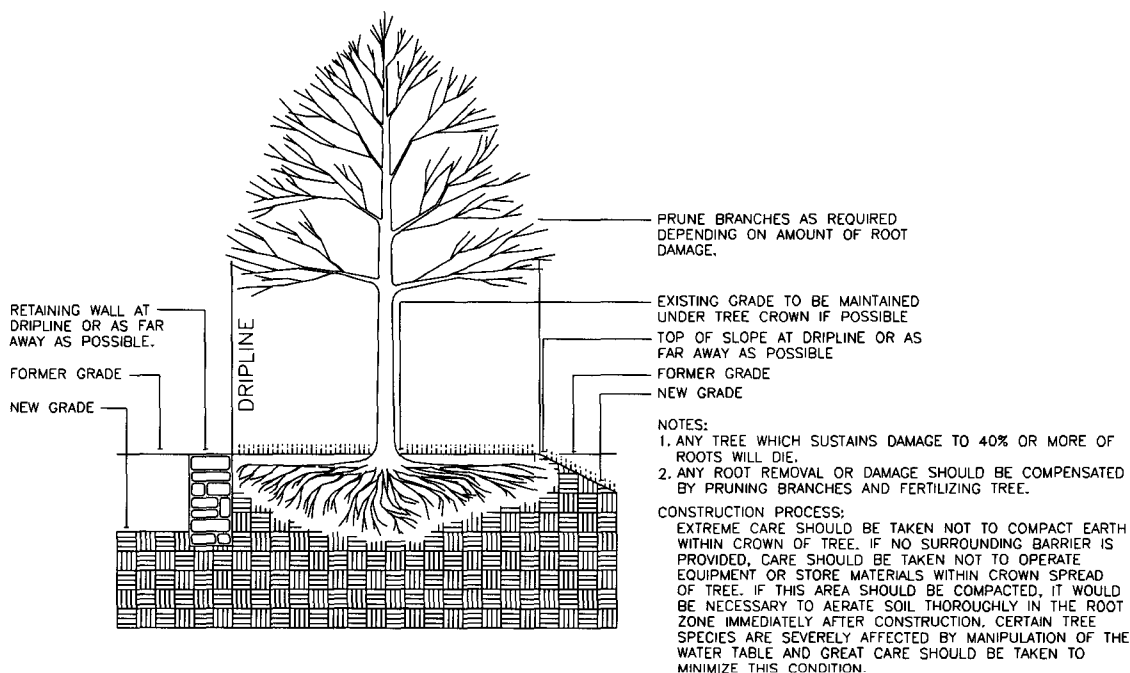 PRUNE BRANCHES AS REQUIRED
DEPENDING ON AMOUNT OF ROOT
DAMAGE.
RETAINING WALL AT
DRIPLINE OR AS FAR
AWAY AS POSSIBLE.
FORMER GRADE
NEW GRADE
DRIPLINE
EXISTING GRADE TO BE MAINTAINED
UNDER TREE CROWN IF POSSIBLE
TOP OF SLOPE AT DRIPLINE OR AS
FAR AWAY AS POSSIBLE
FORMER GRADE
NEW GRADE
NOTES:
1. ANY TREE WHICH SUSTAINS DAMAGE TO 40% OR MORE OF
ROOTS WILL DIE.
2. ANY ROOT REMOVAL OR DAMAGE SHOULD BE COMPENSATED
BY PRUNING BRANCHES AND FERTILIZING TREE.
CONSTRUCTION PROCESS:
EXTREME CARE SHOULD BE TAKEN NOT TO COMPACT EARTH
WITHIN CROWN OF TREE. IF NO SURROUNDING BARRIER IS
PROVIDED, CARE SHOULD BE TAKEN NOT TO OPERATE
EQUIPMENT OR STORE MATERIALS WITHIN CROWN SPREAD
OF TREE. IF THIS AREA SHOULD BE COMPACTED, IT WOULD
BE NECESSARY TO AERATE SOIL THOROUGHLY IN THE ROOT
ZONE IMMEDIATELY AFTER CONSTRUCTION. CERTAIN TREE
SPECIES ARE SEVERELY AFFECTED BY MANIPULATION OF THE
WATER TABLE AND GREAT CARE SHOULD BE TAKEN TO
MINIMIZE THIS CONDITION.